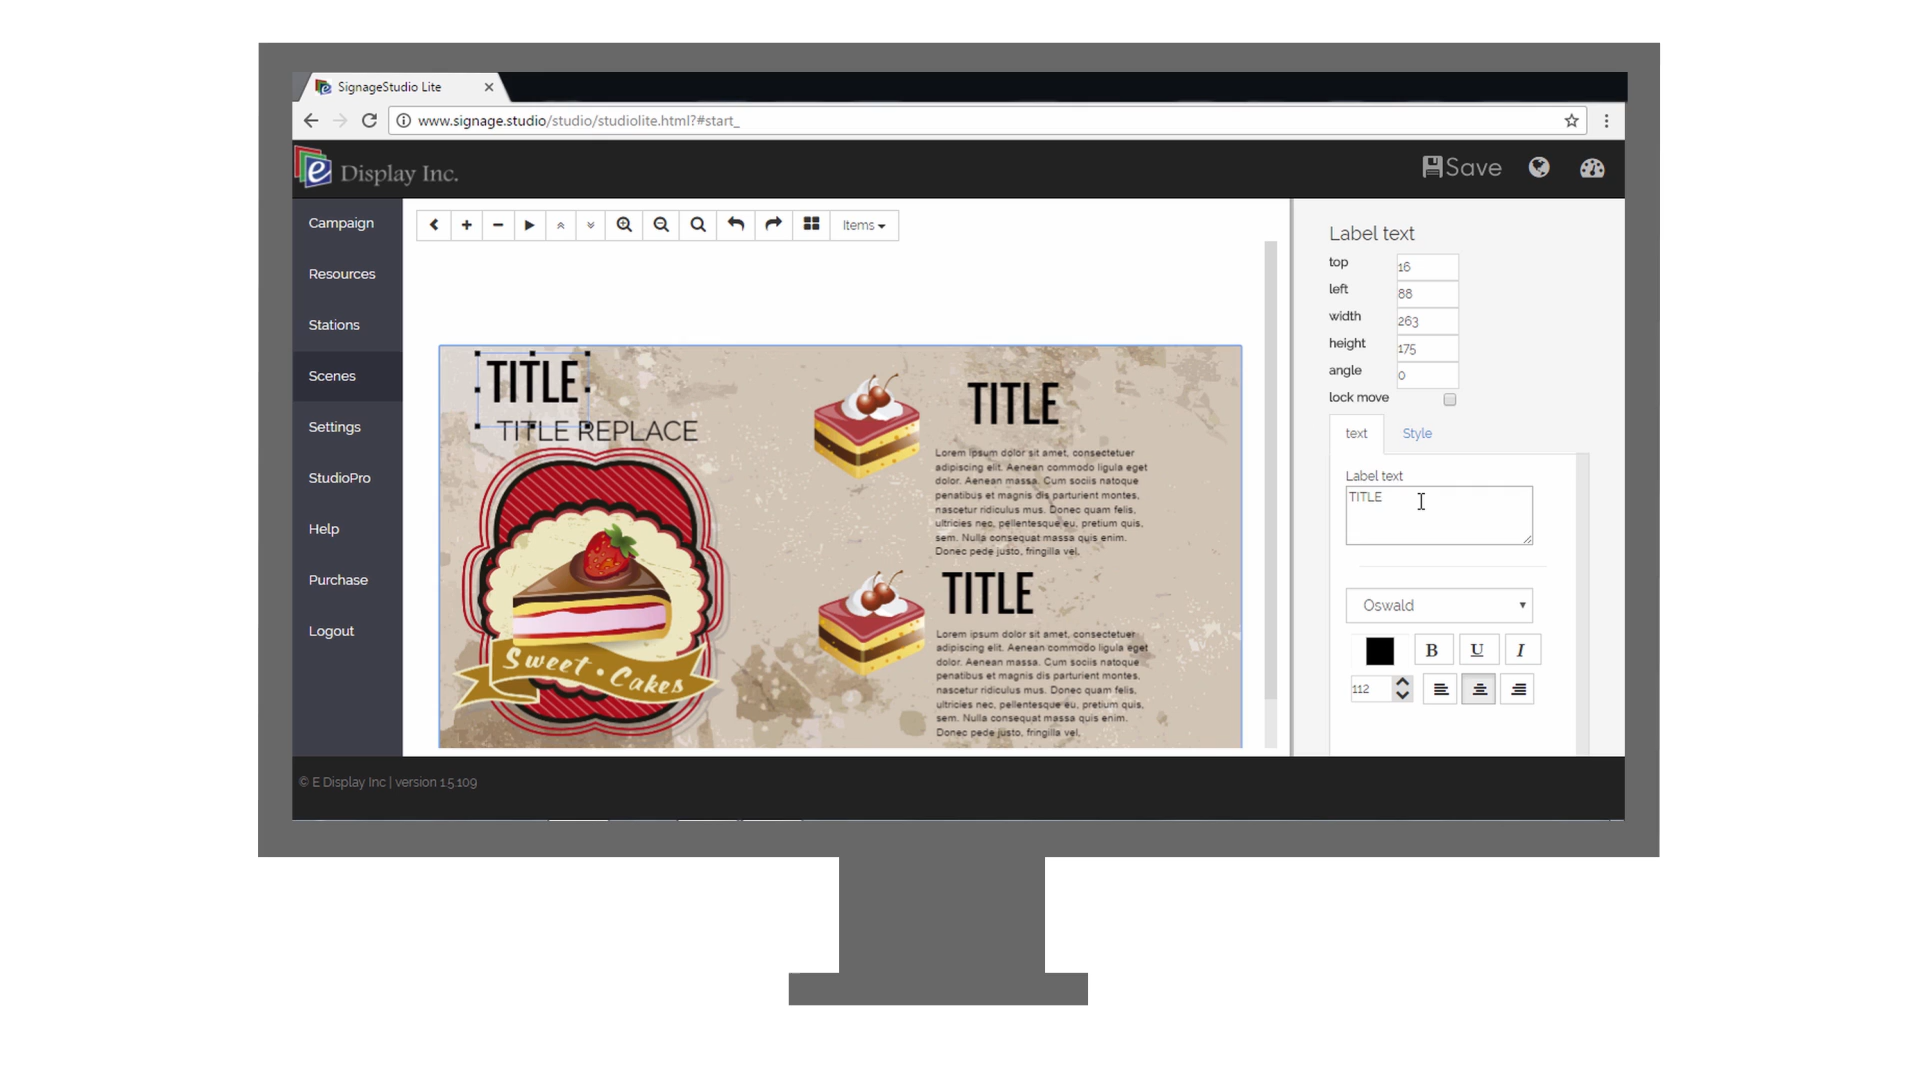 SignageStudio Lite
www.signage.studio/studio/studiolite.html?#start_
e Display Inc.
Save
Campaign
Resources
Stations
Scenes
Settings
StudioPro
Help
Purchase
Logout
Items
TITLE
TITLE REPLACE
Sweet • Cakes
TITLE
Lorem ipsum dolor sit amet, consectetuer
adipiscing elit. Aenean commodo ligula eget
dolor. Aenean massa. Cum sociis natoque
penatibus et magnis dis parturient montes,
nascetur ridiculus mus. Donec quam felis,
ultricies nec, pellentesque eu, pretium quis,
sem. Nulla consequat massa quis enim.
Donec pede justo, fringilla vel,
TITLE
Lorem ipsum dolor sit amet, consectetuer
adipiscing elit. Aenean commodo ligula eget
dolor. Aenean massa. Cum sociis natoque
penatibus et magnis dis parturient montes,
nascetur ridiculus mus. Donec quam felis,
ultricies nec, pellentesque eu, pretium quis,
sem. Nulla consequat massa quis enim.
Donec pede justo, fringilla vel,
Label text
top 16
left 88
width 263
height 175
angle 0
lock move
text Style
Label text
TITLE
Oswald
B U I
112
© E Display Inc | version 1.5.109